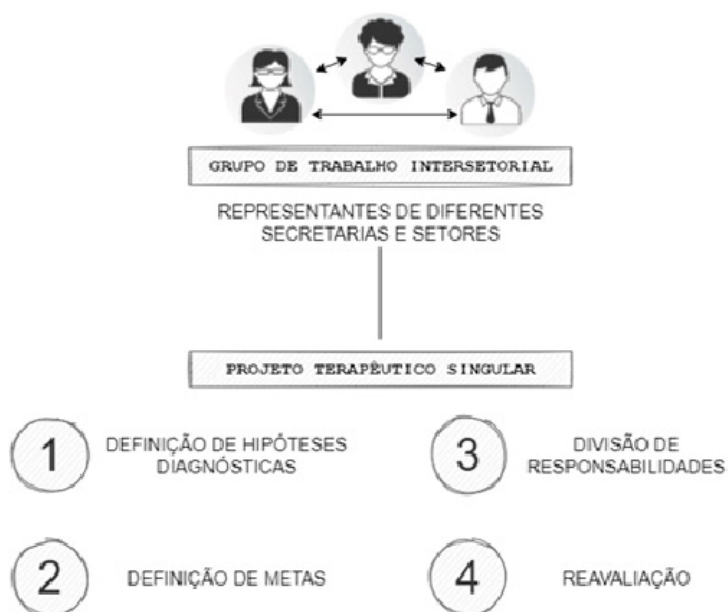 GRUPO DE TRABALHO INTERSETORIAL
REPRESENTANTES DE DIFERENTES
SECRETARIAS E SETORES
PROJETO TERAPÊUTICO SINGULAR
1
DEFINIÇÃO DE HIPÓTESES
DIAGNÓSTICAS
2
DEFINIÇÃO DE METAS
3
DIVISÃO DE
RESPONSABILIDADES
4
REAVALIAÇÃO